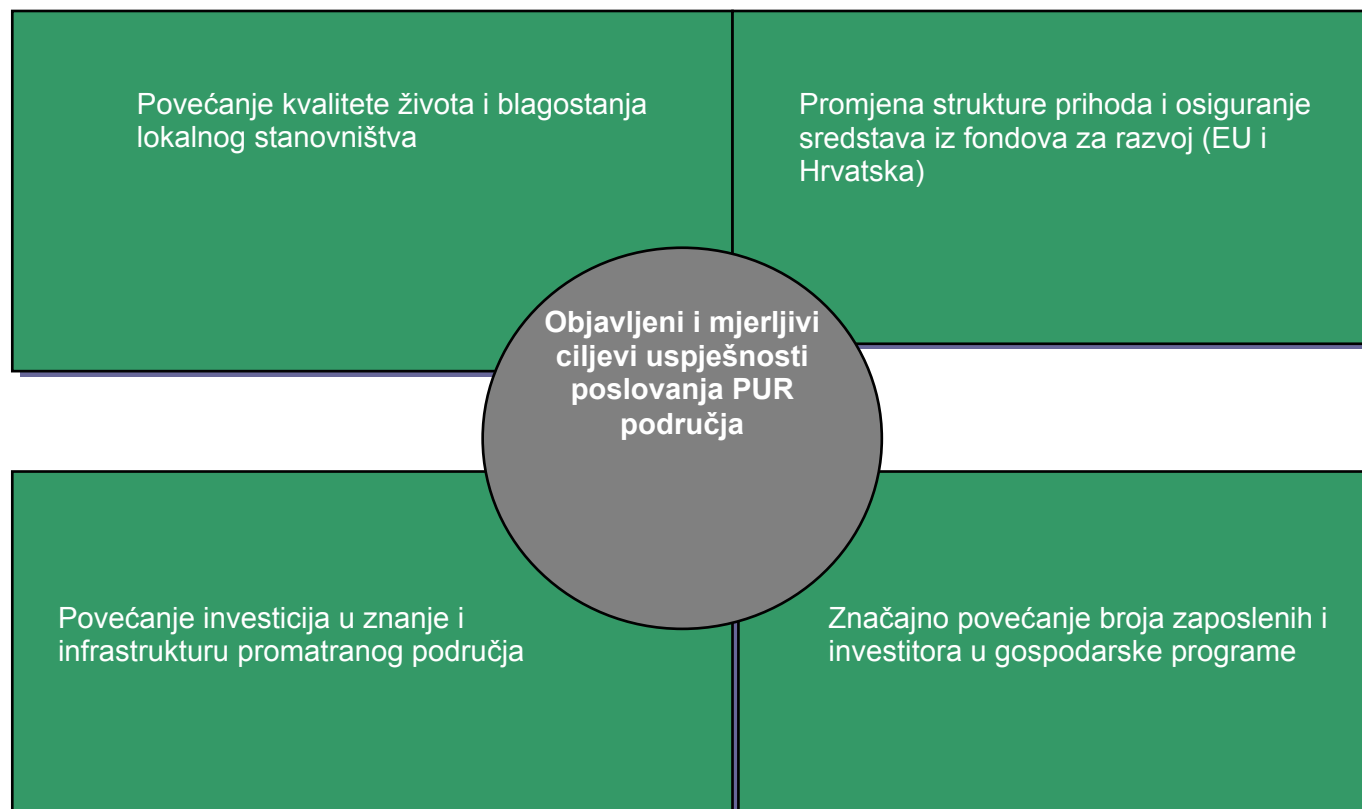 Povećanje kvalitete života i blagostanja
lokalnog stanovništva
Promjena strukture prihoda i osiguranje
sredstava iz fondova za razvoj (EU i
Hrvatska)
Objavljeni i mjerljivi
ciljevi uspješnosti
poslovanja PUR
područja
Povećanje investicija u znanje i
infrastrukturu promatranog područja
Značajno povećanje broja zaposlenih i
investitora u gospodarske programe